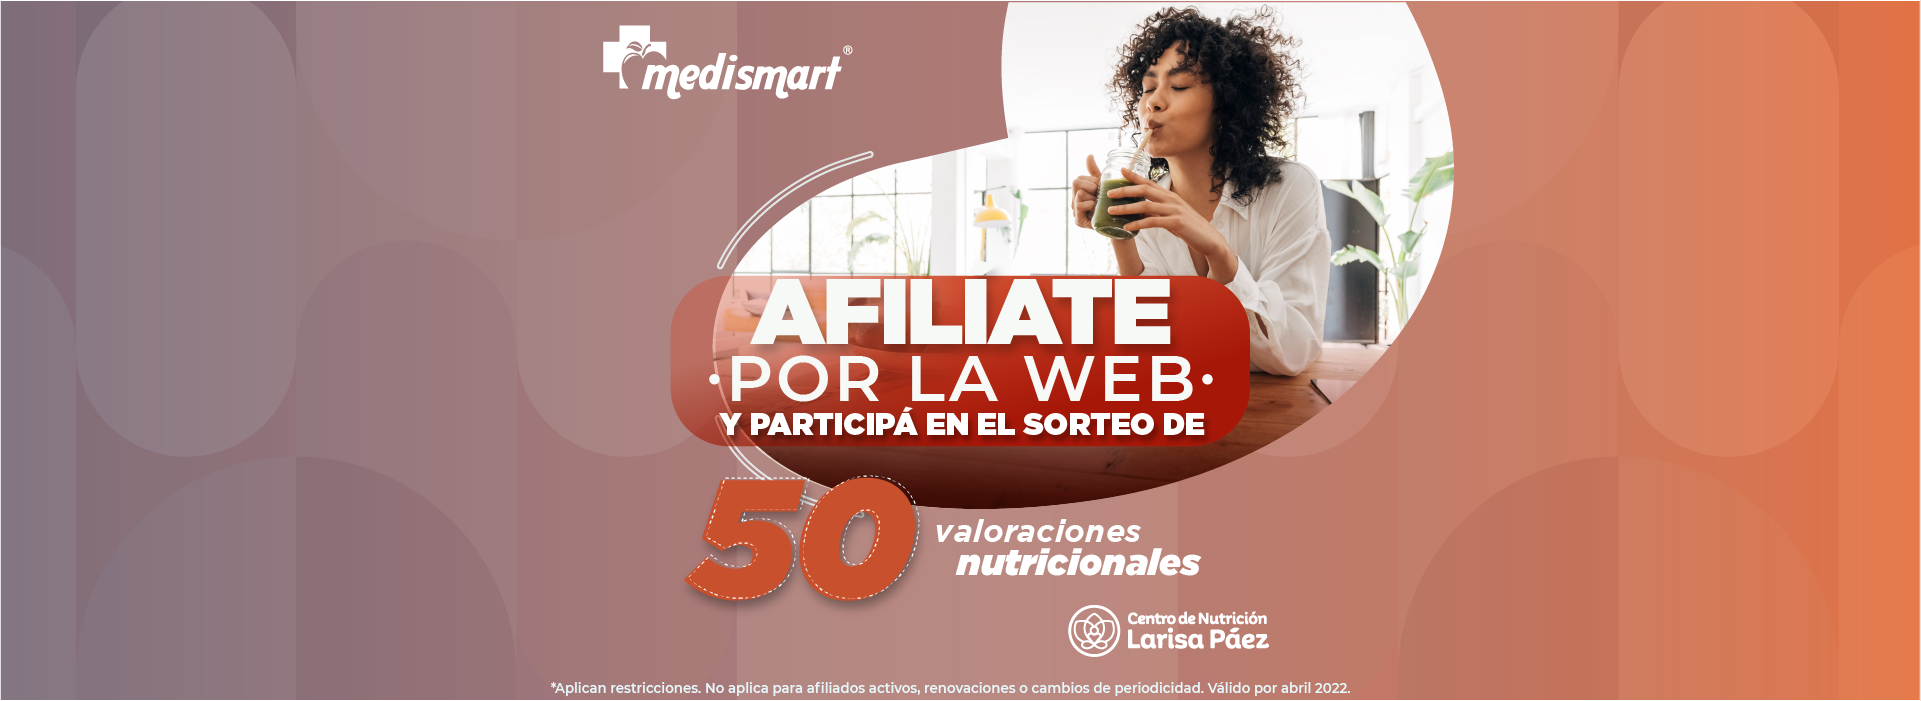 medismart®
AFILIATE
·POR LA WEB·
Y PARTICIPÁ EN EL SORTEO DE
50 valoraciones
nutricionales
Centro de Nutrición
Larisa Páez
*Aplican restricciones. No aplica para afiliados activos, renovaciones o cambios de periodicidad. Válido por abril 2022.